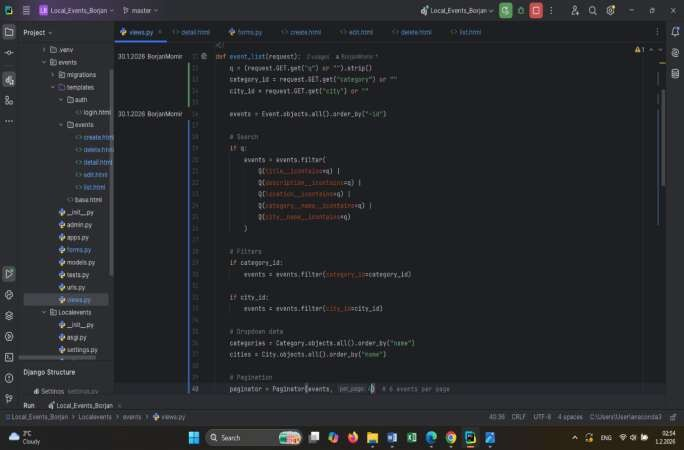 LB Local_Events_Borjan master Local_Events_Borjan
Project
views.py detail.html forms.py create.html edit.html delete.html list.html
.venv
events
migrations
templates
auth
login.html
events
create.html
delete.html
detail.html
edit.html
list.html
base.html
__init__.py
admin.py
apps.py
forms.py
models.py
tests.py
urls.py
views.py
Localevents
__init__.py
asgi.py
settings.py
Django Structure
Settings settings.py
30.1.2026 BorjanMomir
30.1.2026 BorjanMomir
def event_list(request): 2 usages BorjanMomir *
q = (request.GET.get("q") or "").strip()
category_id = request.GET.get("category") or ""
city_id = request.GET.get("city") or ""
events = Event.objects.all().order_by("-id")
# Search
if q:
events = events.filter(
Q(title__icontains=q) |
Q(description__icontains=q) |
Q(location__icontains=q) |
Q(category__name__icontains=q) |
Q(city__name__icontains=q)
)
# Filters
if category_id:
events = events.filter(category_id=category_id)
if city_id:
events = events.filter(city_id=city_id)
# Dropdown data
categories = Category.objects.all().order_by("name")
cities = City.objects.all().order_by("name")
# Pagination
40 paginator = Paginator(events, per_page: # 6 events per page
Run Local_Events_Borjan
Local_Events_Borjan > events > views.py 40:36 CRLF UTF-8 4 spaces C:\Users\User\anaconda3
3°C
Cloudy
Search
ENG
02:54
1.2.2026